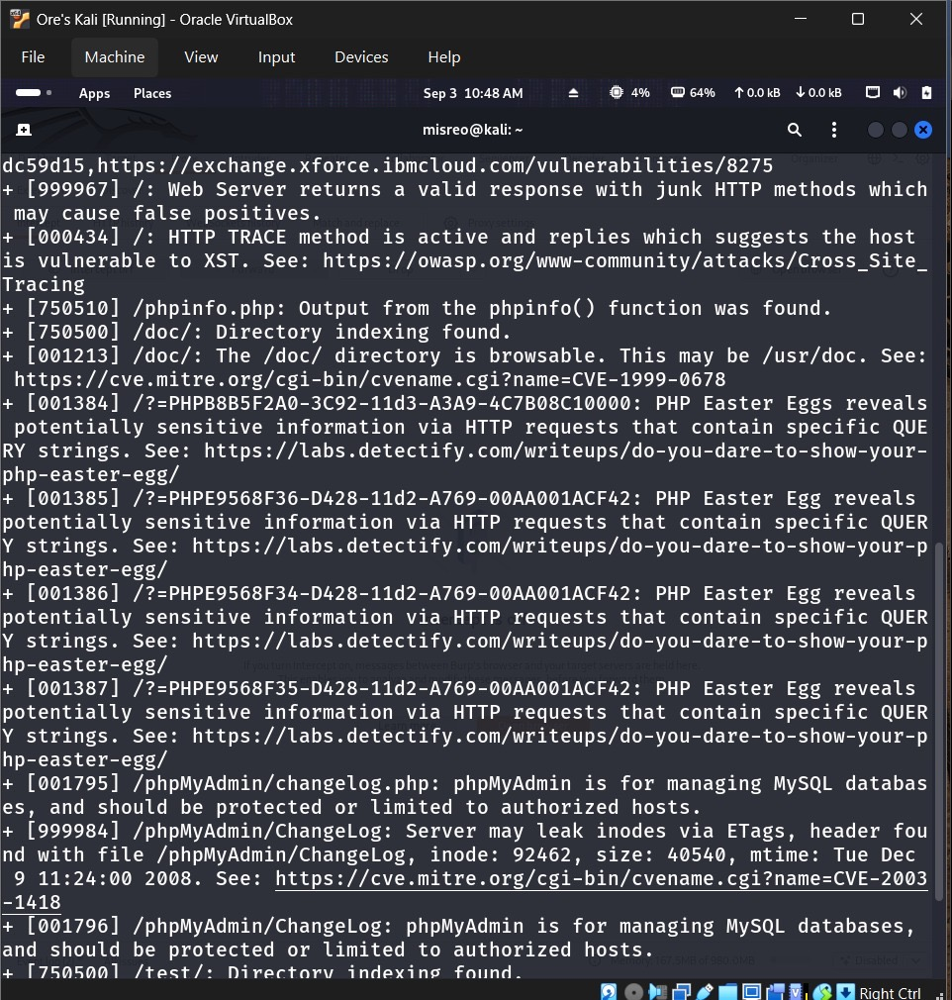 Ore's Kali [Running] - Oracle VirtualBox
File Machine View Input Devices Help
Apps Places Sep 3 10:48 AM 4% 64% 0.0 kB 0.0 kB
misreo@kali: ~
dc59d15,https://exchange.xforce.ibmcloud.com/vulnerabilities/8275
+ [999967] /: Web Server returns a valid response with junk HTTP methods which
may cause false positives.
+ [000434] /: HTTP TRACE method is active and replies which suggests the host
is vulnerable to XST. See: https://owasp.org/www-community/attacks/Cross_Site_
Tracing
+ [750510] /phpinfo.php: Output from the phpinfo() function was found.
+ [750500] /doc/: Directory indexing found.
+ [001213] /doc/: The /doc/ directory is browsable. This may be /usr/doc. See:
https://cve.mitre.org/cgi-bin/cvename.cgi?name=CVE-1999-0678
+ [001384] /?=PHPB8B5F2A0-3C92-11d3-A3A9-4C7B08C10000: PHP Easter Eggs reveals
potentially sensitive information via HTTP requests that contain specific QUE
RY strings. See: https://labs.detectify.com/writeups/do-you-dare-to-show-your-
php-easter-egg/
+ [001385] /?=PHPE9568F36-D428-11d2-A769-00AA001ACF42: PHP Easter Egg reveals
potentially sensitive information via HTTP requests that contain specific QUER
Y strings. See: https://labs.detectify.com/writeups/do-you-dare-to-show-your-p
hp-easter-egg/
+ [001386] /?=PHPE9568F34-D428-11d2-A769-00AA001ACF42: PHP Easter Egg reveals
potentially sensitive information via HTTP requests that contain specific QUER
Y strings. See: https://labs.detectify.com/writeups/do-you-dare-to-show-your-p
hp-easter-egg/
+ [001387] /?=PHPE9568F35-D428-11d2-A769-00AA001ACF42: PHP Easter Egg reveals
potentially sensitive information via HTTP requests that contain specific QUER
Y strings. See: https://labs.detectify.com/writeups/do-you-dare-to-show-your-p
hp-easter-egg/
+ [001795] /phpMyAdmin/changelog.php: phpMyAdmin is for managing MySQL databas
es, and should be protected or limited to authorized hosts.
+ [999984] /phpMyAdmin/ChangeLog: Server may leak inodes via ETags, header fou
nd with file /phpMyAdmin/ChangeLog, inode: 92462, size: 40540, mtime: Tue Dec
9 11:24:00 2008. See: https://cve.mitre.org/cgi-bin/cvename.cgi?name=CVE-2003
-1418
+ [001796] /phpMyAdmin/ChangeLog: phpMyAdmin is for managing MySQL databases,
and should be protected or limited to authorized hosts.
+ [750500] /test/: Directory indexing found.
Right Ctrl